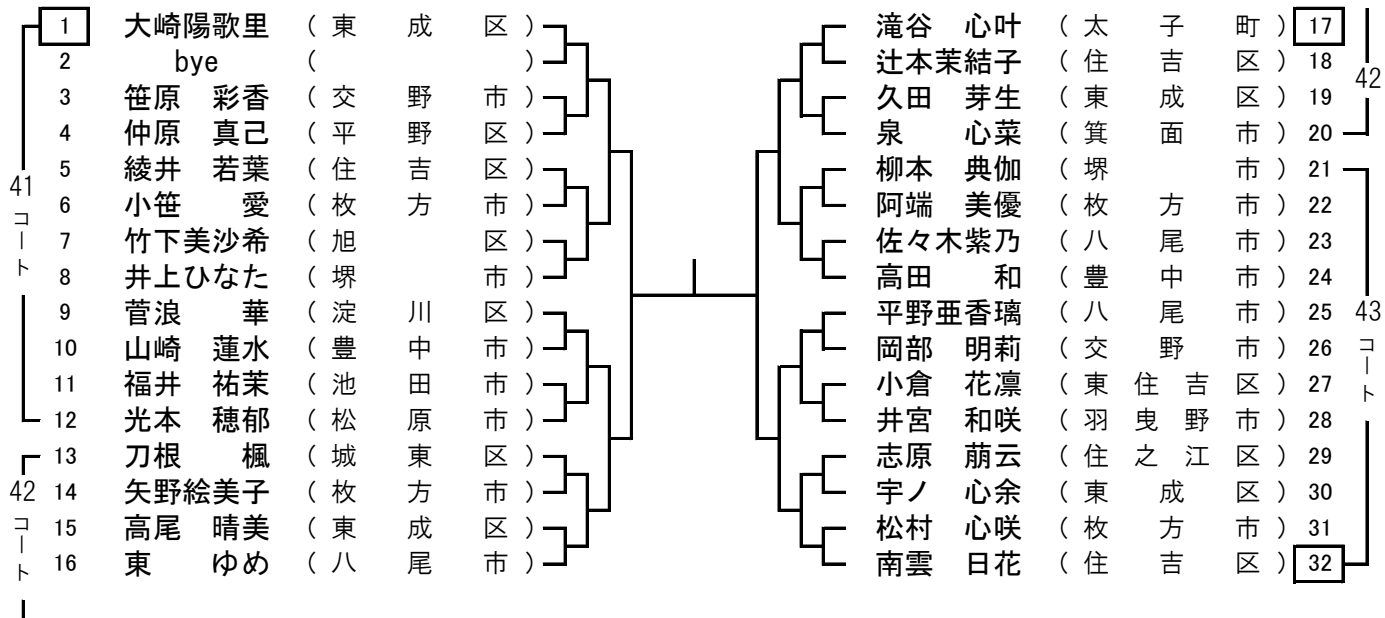 1 大崎陽歌里 ( 東 成 区 )
2 bye ( )
3 笹原 彩香 ( 交 野 市 )
4 仲原 真己 ( 平 野 区 )
5 綾井 若葉 ( 住 吉 区 )
6 小笹 愛 ( 枚 方 市 )
7 竹下美沙希 ( 旭 区 )
8 井上ひなた ( 堺 市 )
9 菅浪 華 ( 淀 川 区 )
10 山崎 蓮水 ( 豊 中 市 )
11 福井 祐茉 ( 池 田 市 )
12 光本 穂郁 ( 松 原 市 )
13 刀根 楓 ( 城 東 区 )
14 矢野絵美子 ( 枚 方 市 )
15 高尾 晴美 ( 東 成 区 )
16 東 ゆめ ( 八 尾 市 )
41コート
42コート
滝谷 心叶 ( 太 子 町 ) 17
辻本茉結子 ( 住 吉 区 ) 18
久田 芽生 ( 東 成 区 ) 19
泉 心菜 ( 箕 面 市 ) 20
柳本 典伽 ( 堺 市 ) 21
阿端 美優 ( 枚 方 市 ) 22
佐々木紫乃 ( 八 尾 市 ) 23
高田 和 ( 豊 中 市 ) 24
平野亜香璃 ( 八 尾 市 ) 25
岡部 明莉 ( 交 野 市 ) 26
小倉 花凛 ( 東 住 吉 区 ) 27
井宮 和咲 ( 羽 曳 野 市 ) 28
志原 萠云 ( 住 之 江 区 ) 29
宇ノ 心余 ( 東 成 区 ) 30
松村 心咲 ( 枚 方 市 ) 31
南雲 日花 ( 住 吉 区 ) 32
42
43コート